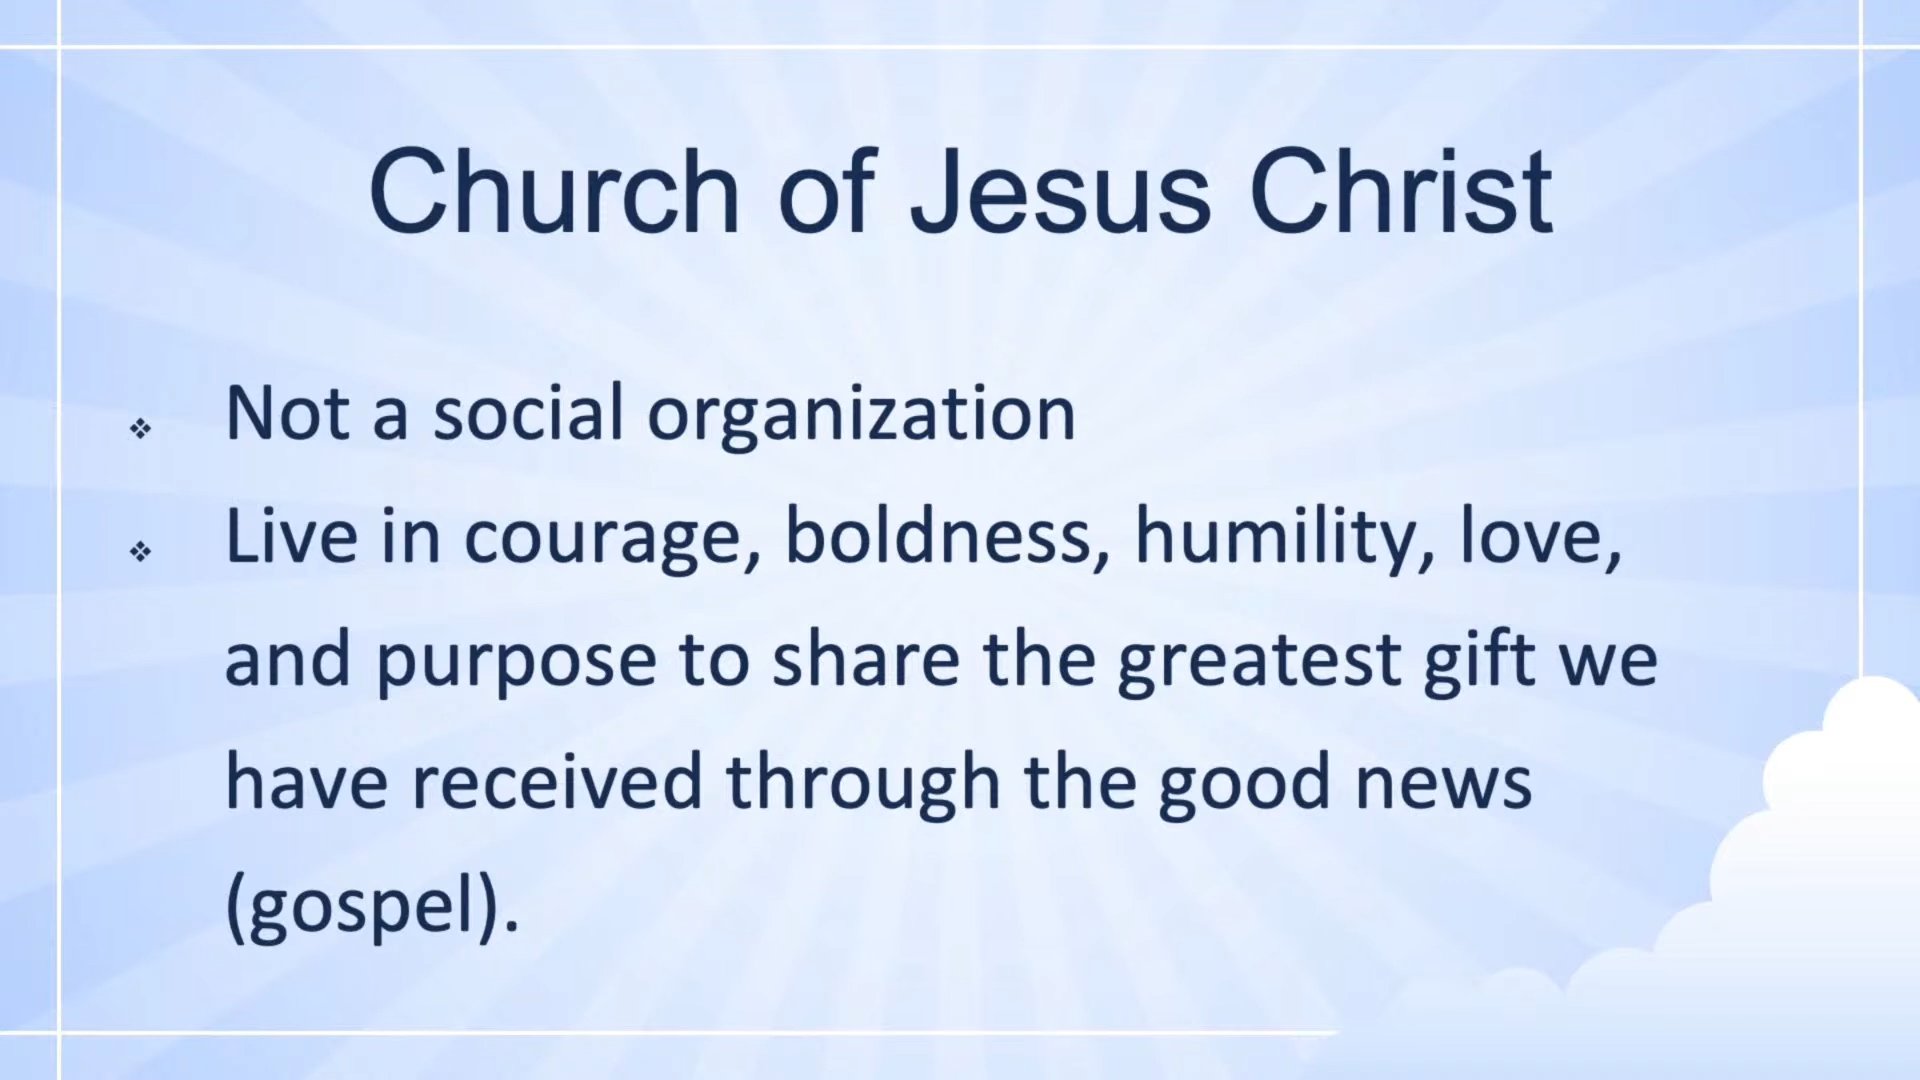 Church of Jesus Christ
❖ Not a social organization
❖ Live in courage, boldness, humility, love,
and purpose to share the greatest gift we
have received through the good news
(gospel).